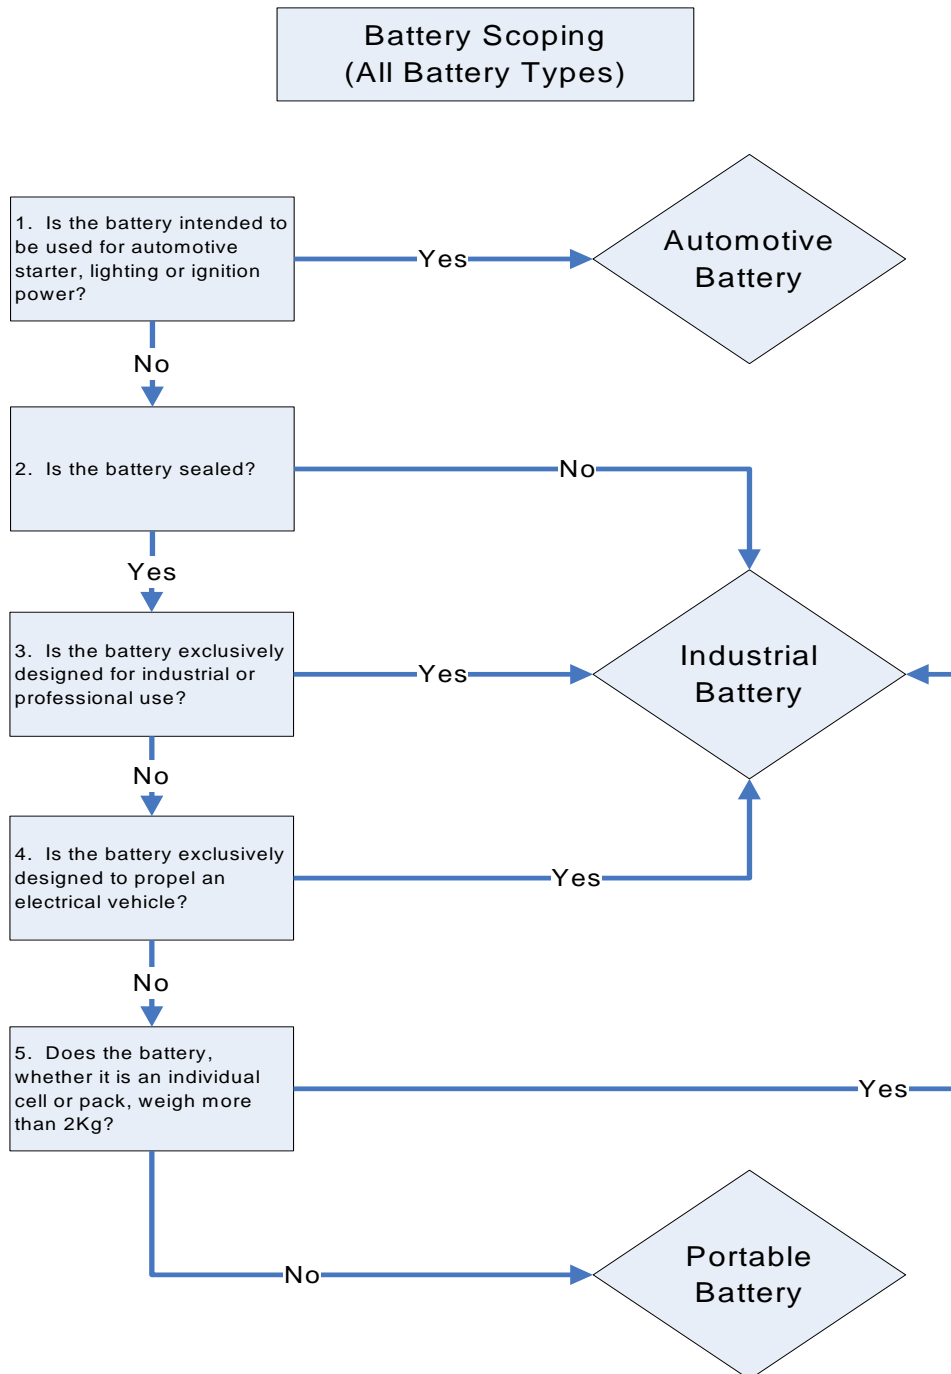 Battery Scoping
(All Battery Types)
1. Is the battery intended to
be used for automotive
starter, lighting or ignition
power?
Yes
Automotive
Battery
No
2. Is the battery sealed?
No
Yes
3. Is the battery exclusively
designed for industrial or
professional use?
Yes
Industrial
Battery
No
4. Is the battery exclusively
designed to propel an
electrical vehicle?
Yes
No
5. Does the battery,
whether it is an individual
cell or pack, weigh more
than 2Kg?
Yes
No
Portable
Battery